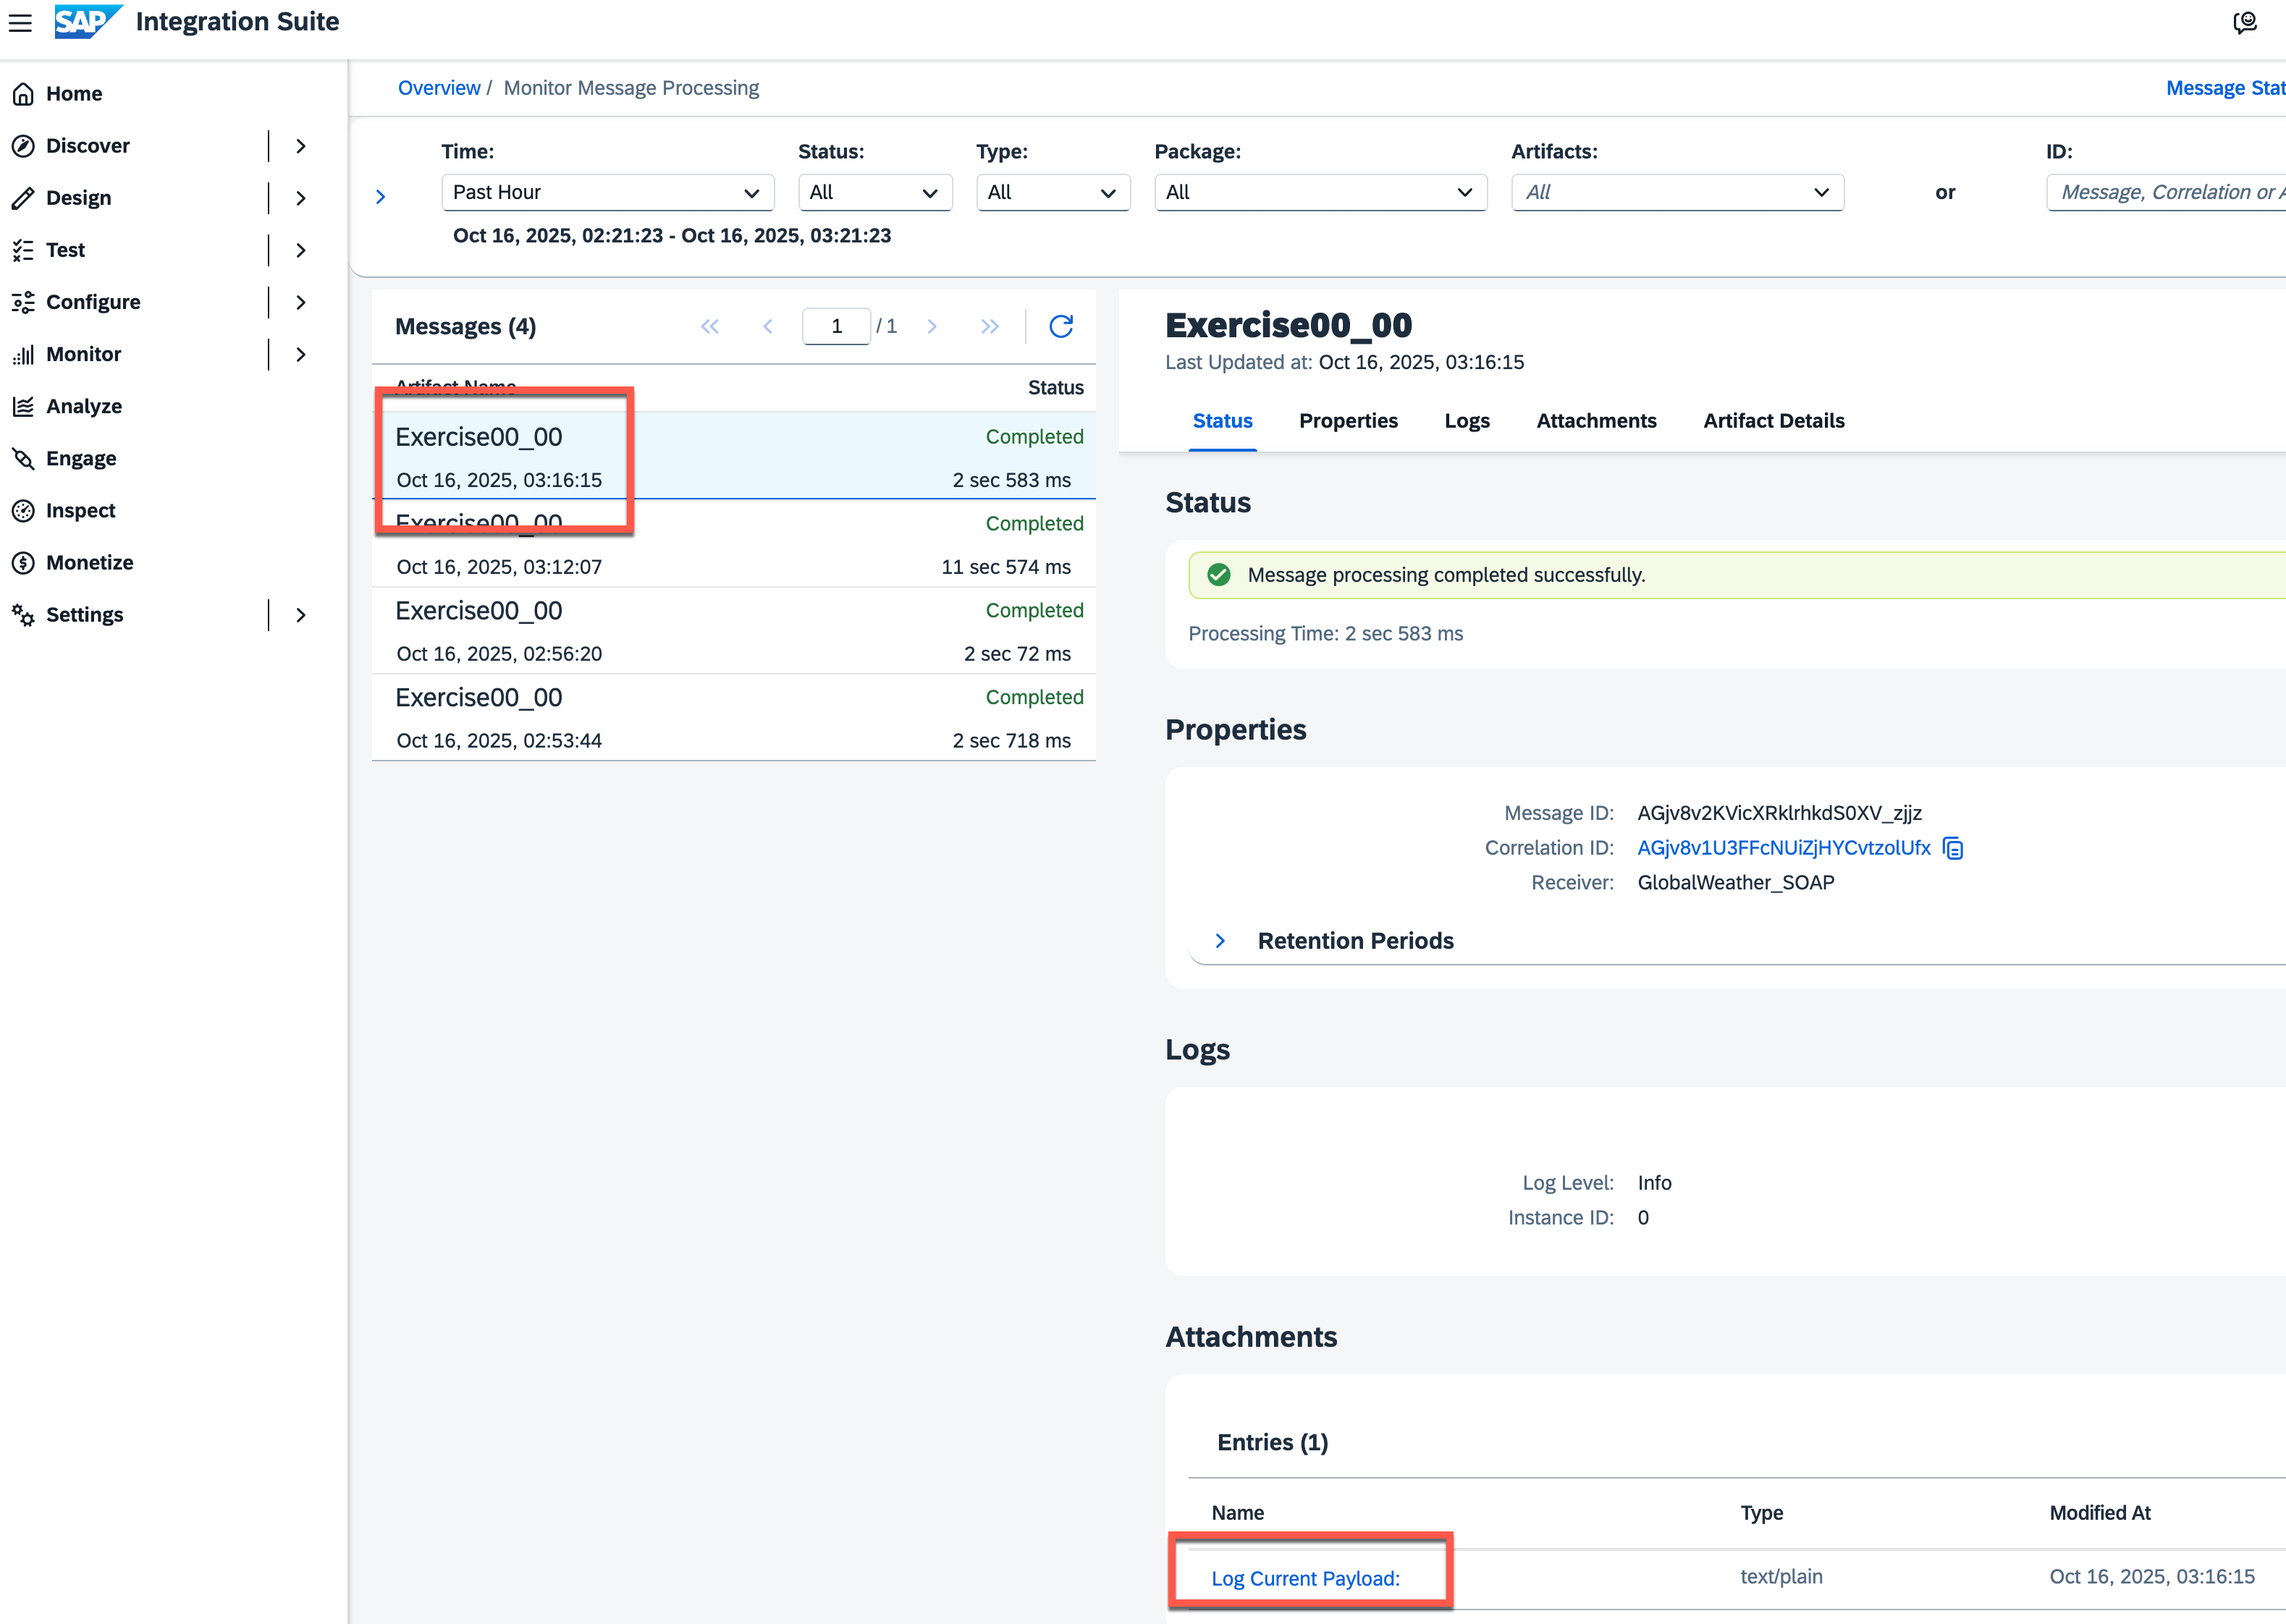 SAP Integration Suite
Home
Discover
Design
Test
Configure
Monitor
Analyze
Engage
Inspect
Monetize
Settings
Overview / Monitor Message Processing
Message Stat
Time: Status: Type: Package: Artifacts: ID:
Past Hour All All All All or Message, Correlation or A
Oct 16, 2025, 02:21:23 - Oct 16, 2025, 03:21:23
Messages (4) 1 / 1
Artifact Name Status
Exercise00_00 Completed
Oct 16, 2025, 03:16:15 2 sec 583 ms
Exercise00_00 Completed
Oct 16, 2025, 03:12:07 11 sec 574 ms
Exercise00_00 Completed
Oct 16, 2025, 02:56:20 2 sec 72 ms
Exercise00_00 Completed
Oct 16, 2025, 02:53:44 2 sec 718 ms
Exercise00_00
Last Updated at: Oct 16, 2025, 03:16:15
Status Properties Logs Attachments Artifact Details
Status
Message processing completed successfully.
Processing Time: 2 sec 583 ms
Properties
Message ID: AGjv8v2KVicXRklrhkdS0XV_zjjz
Correlation ID: AGjv8v1U3FFcNUiZjHYCvtzolUfx
Receiver: GlobalWeather_SOAP
Retention Periods
Logs
Log Level: Info
Instance ID: 0
Attachments
Entries (1)
Name Type Modified At
Log Current Payload: text/plain Oct 16, 2025, 03:16:15